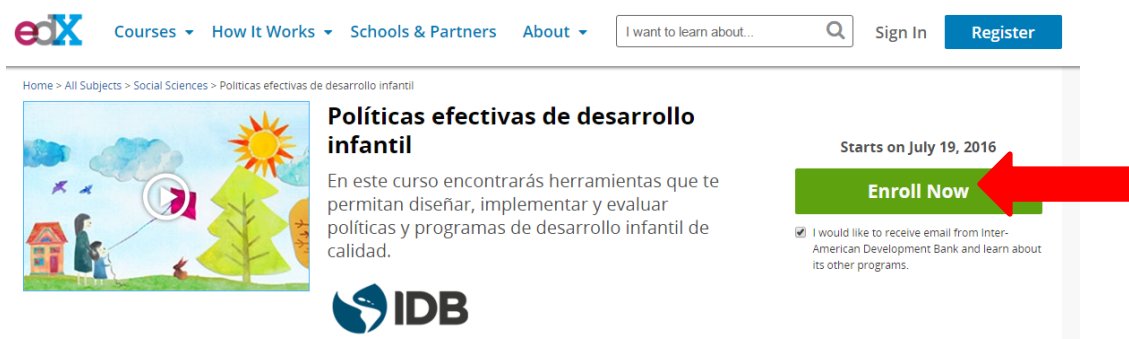 edX Courses How It Works Schools & Partners About I want to learn about... Sign In Register
Home > All Subjects > Social Sciences > Políticas efectivas de desarrollo infantil
Políticas efectivas de desarrollo
infantil
En este curso encontrarás herramientas que te
permitan diseñar, implementar y evaluar
políticas y programas de desarrollo infantil de
calidad.
IDB
Starts on July 19, 2016
Enroll Now
I would like to receive email from Inter-
American Development Bank and learn about
its other programs.